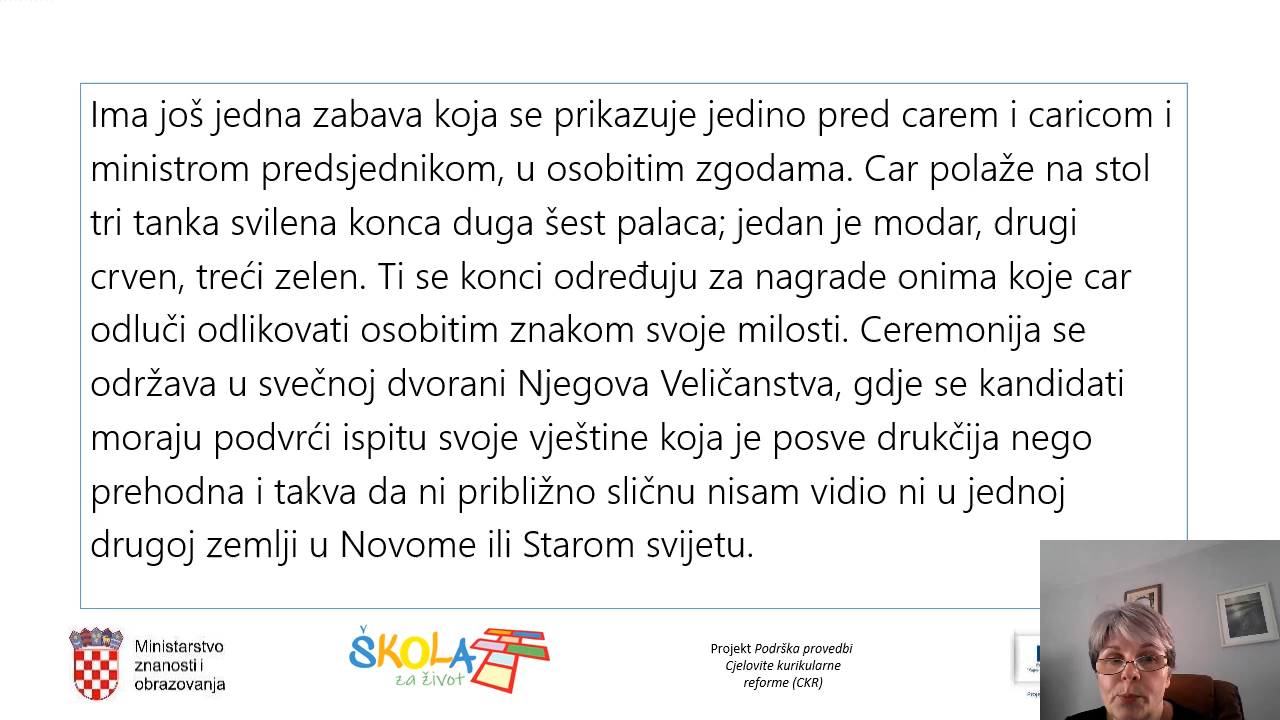 Ima još jedna zabava koja se prikazuje jedino pred carem i caricom i
ministrom predsjednikom, u osobitim zgodama. Car polaže na stol
tri tanka svilena konca duga šest palaca; jedan je modar, drugi
crven, treći zelen. Ti se konci određuju za nagrade onima koje car
odluči odlikovati osobitim znakom svoje milosti. Ceremonija se
održava u svečnoj dvorani Njegova Veličanstva, gdje se kandidati
moraju podvrći ispitu svoje vještine koja je posve drukčija nego
prehodna i takva da ni približno sličnu nisam vidio ni u jednoj
drugoj zemlji u Novome ili Starom svijetu.
Ministarstvo
znanosti i
obrazovanja
ŠKOLA
za život
Projekt Podrška provedbi
Cjelovite kurikularne
reforme (CKR)